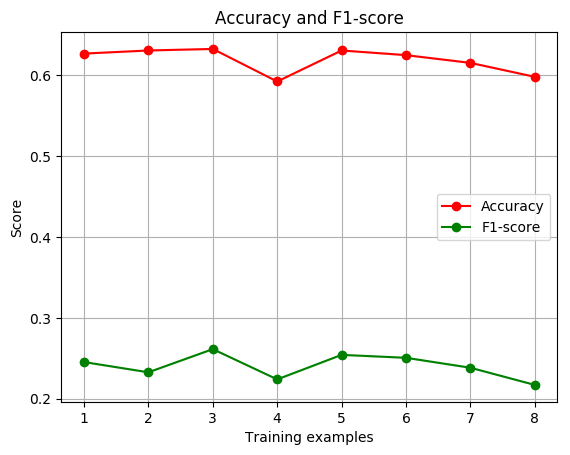 Accuracy and F1-score
Score
0.6
0.5
0.4
0.3
0.2
Accuracy
F1-score
1 2 3 4 5 6 7 8
Training examples